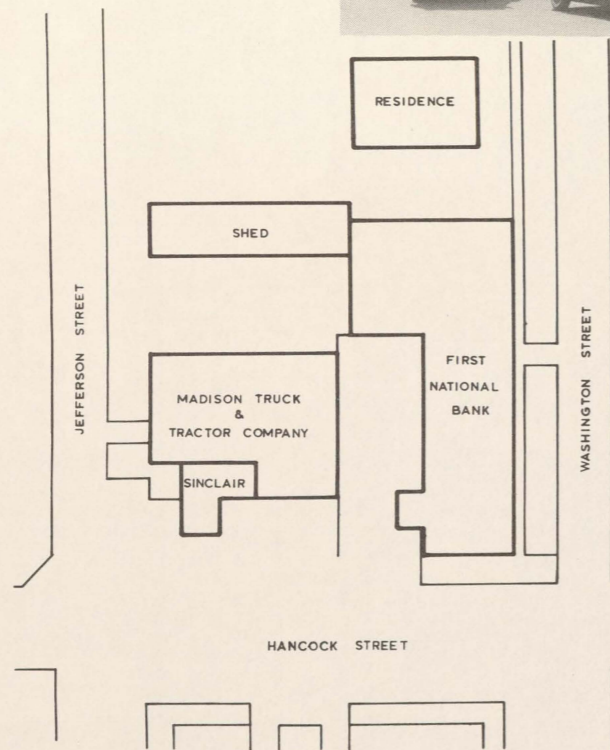 RESIDENCE
SHED
JEFFERSON STREET
MADISON TRUCK
&
TRACTOR COMPANY
SINCLAIR
FIRST
NATIONAL
BANK
WASHINGTON STREET
HANCOCK STREET